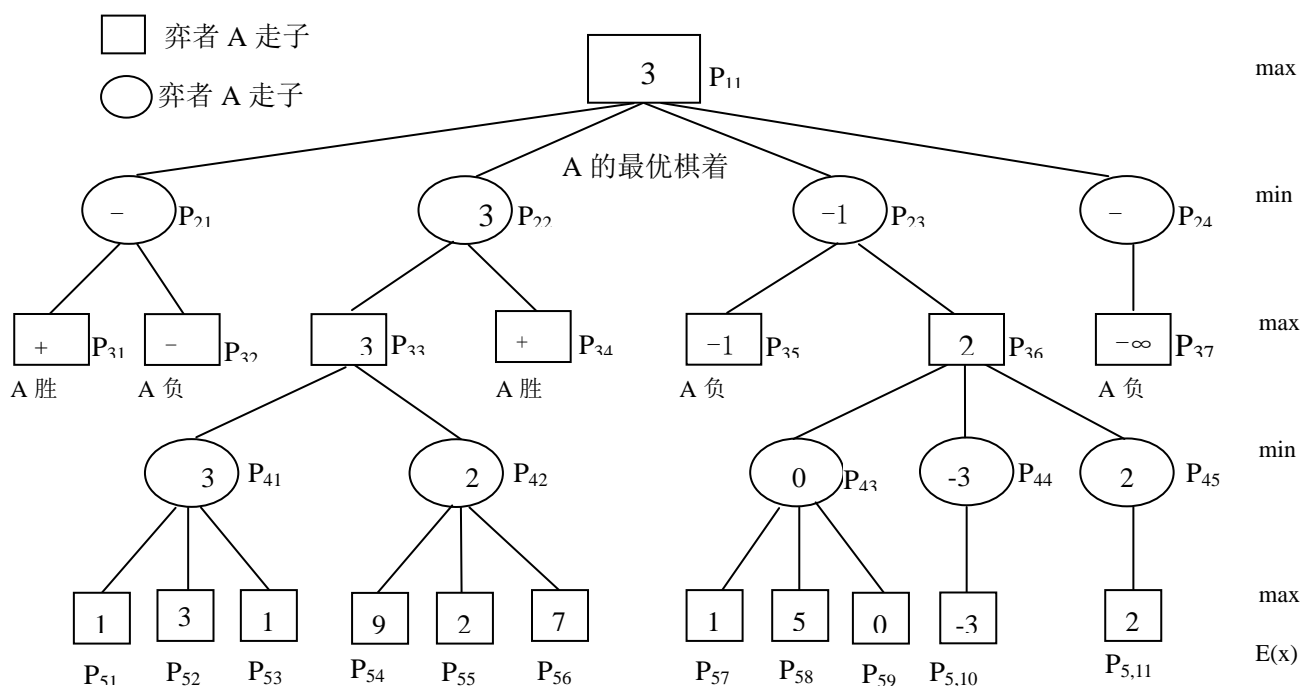 弈者 A 走子
弈者 A 走子
3 P11 max
A 的最优棋着
− P21 3 P22 −1 P23 − P24 min
+ P31 − P32 3 P33 + P34 −1 P35 2 P36 −∞ P37 max
A 胜 A 负 A 胜 A 负 A 负
3 P41 2 P42 0 P43 -3 P44 2 P45 min
1 3 1 9 2 7 1 5 0 -3 2 max
P51 P52 P53 P54 P55 P56 P57 P58 P59 P5,10 P5,11 E(x)